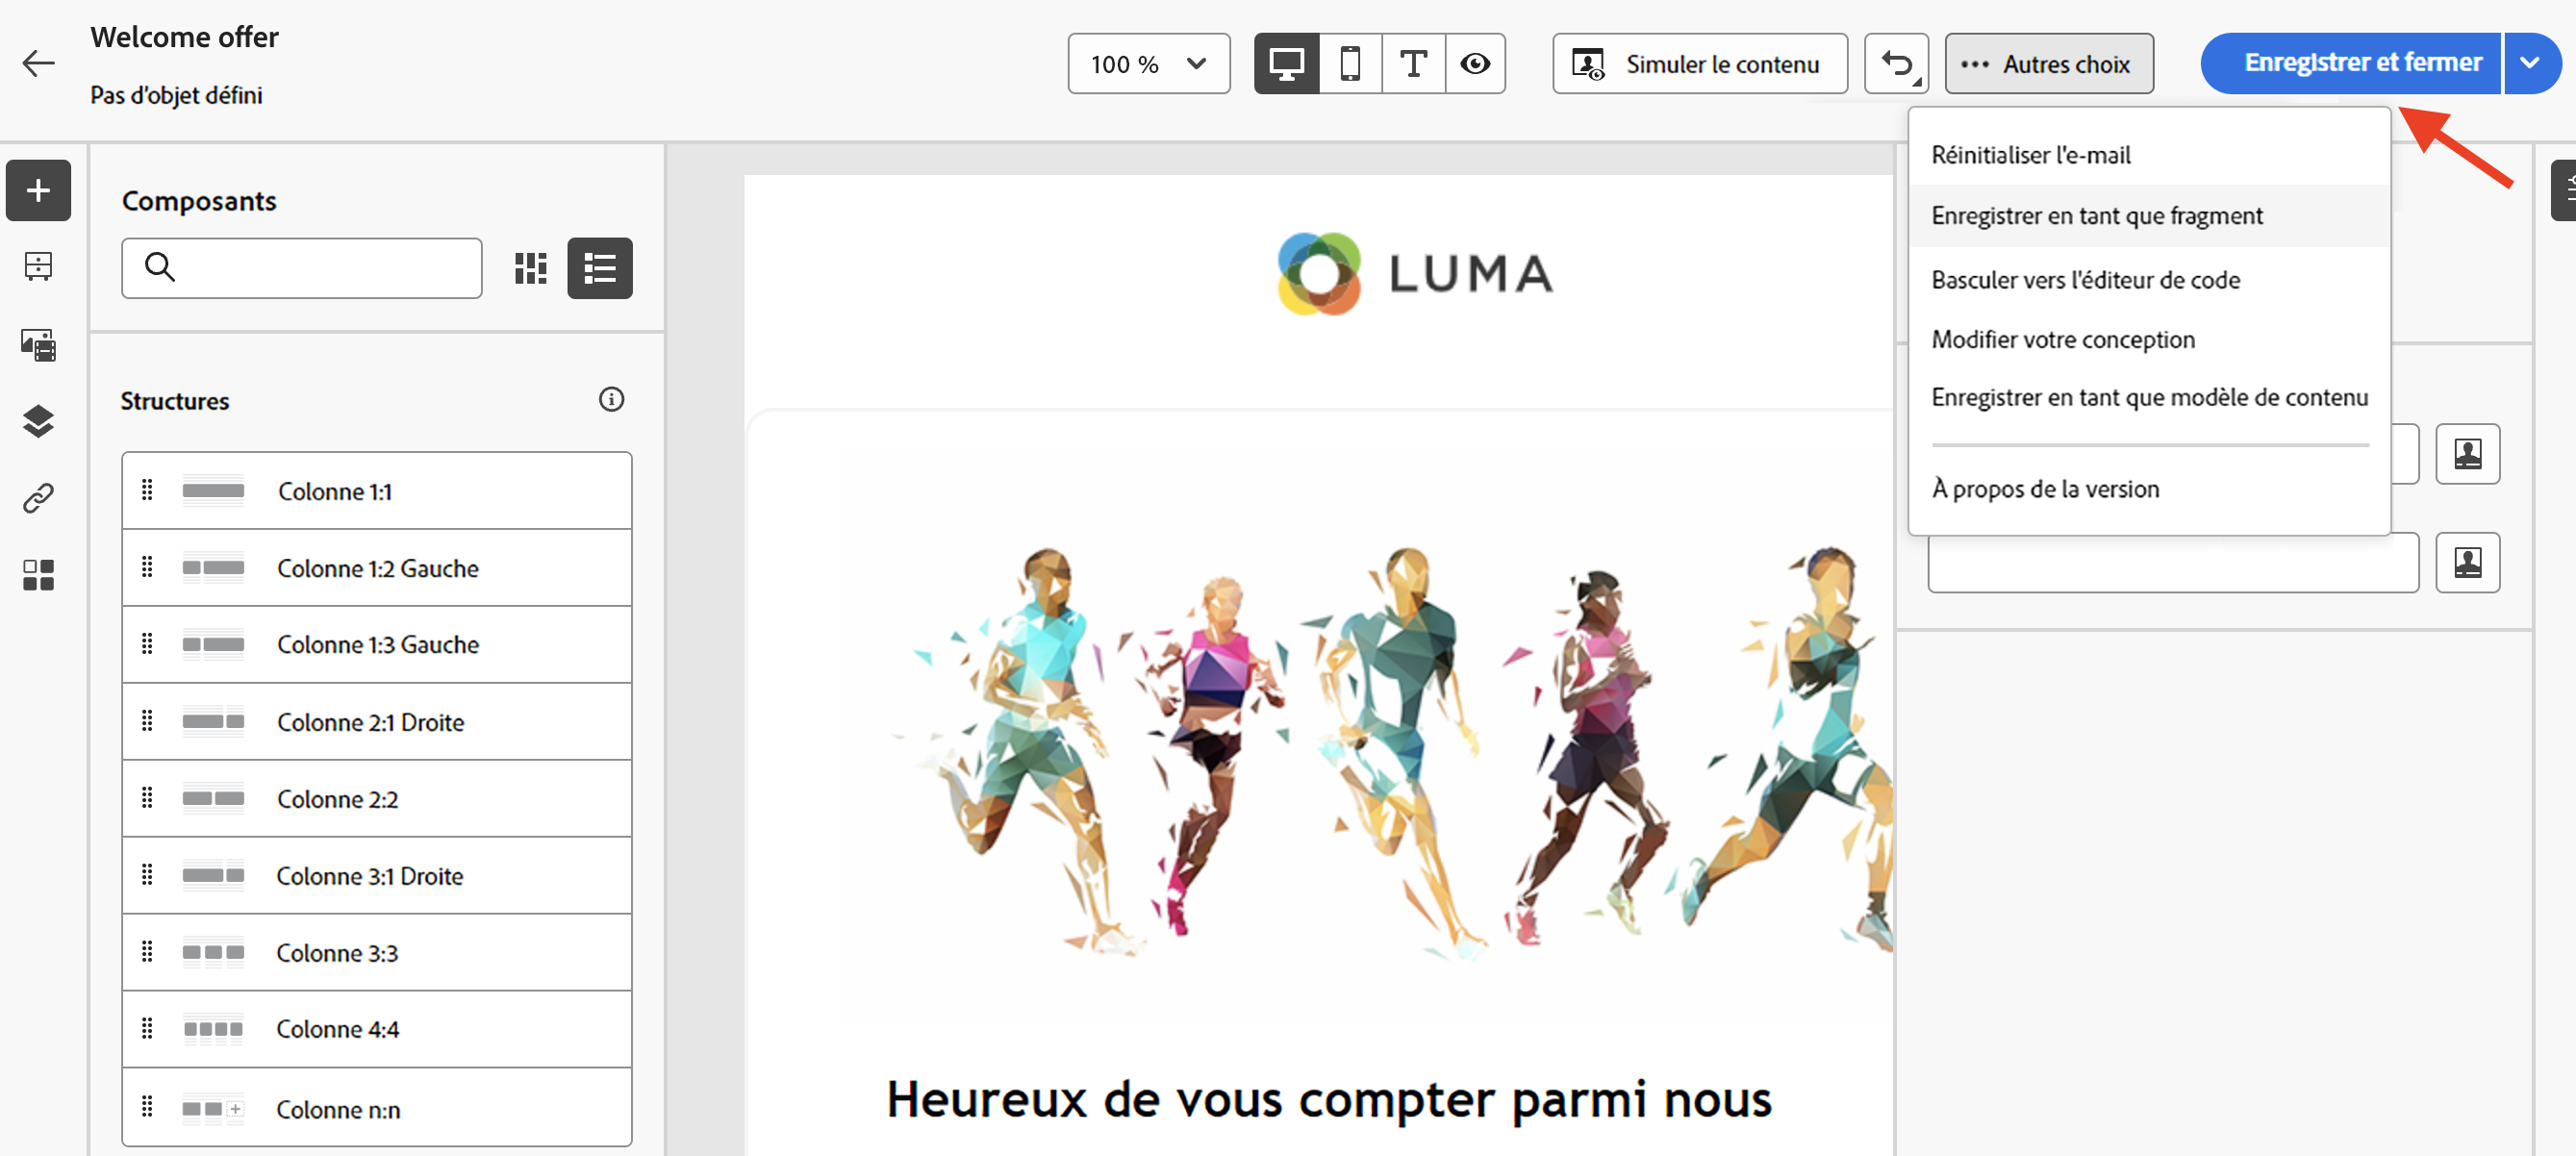 Welcome offer
Pas d'objet défini
100 %
Simuler le contenu
Autres choix
Enregistrer et fermer
Réinitialiser l'e-mail
Enregistrer en tant que fragment
Basculer vers l'éditeur de code
Modifier votre conception
Enregistrer en tant que modèle de contenu
À propos de la version
Composants
Structures
Colonne 1:1
Colonne 1:2 Gauche
Colonne 1:3 Gauche
Colonne 2:1 Droite
Colonne 2:2
Colonne 3:1 Droite
Colonne 3:3
Colonne 4:4
Colonne n:n
LUMA
Heureux de vous compter parmi nous